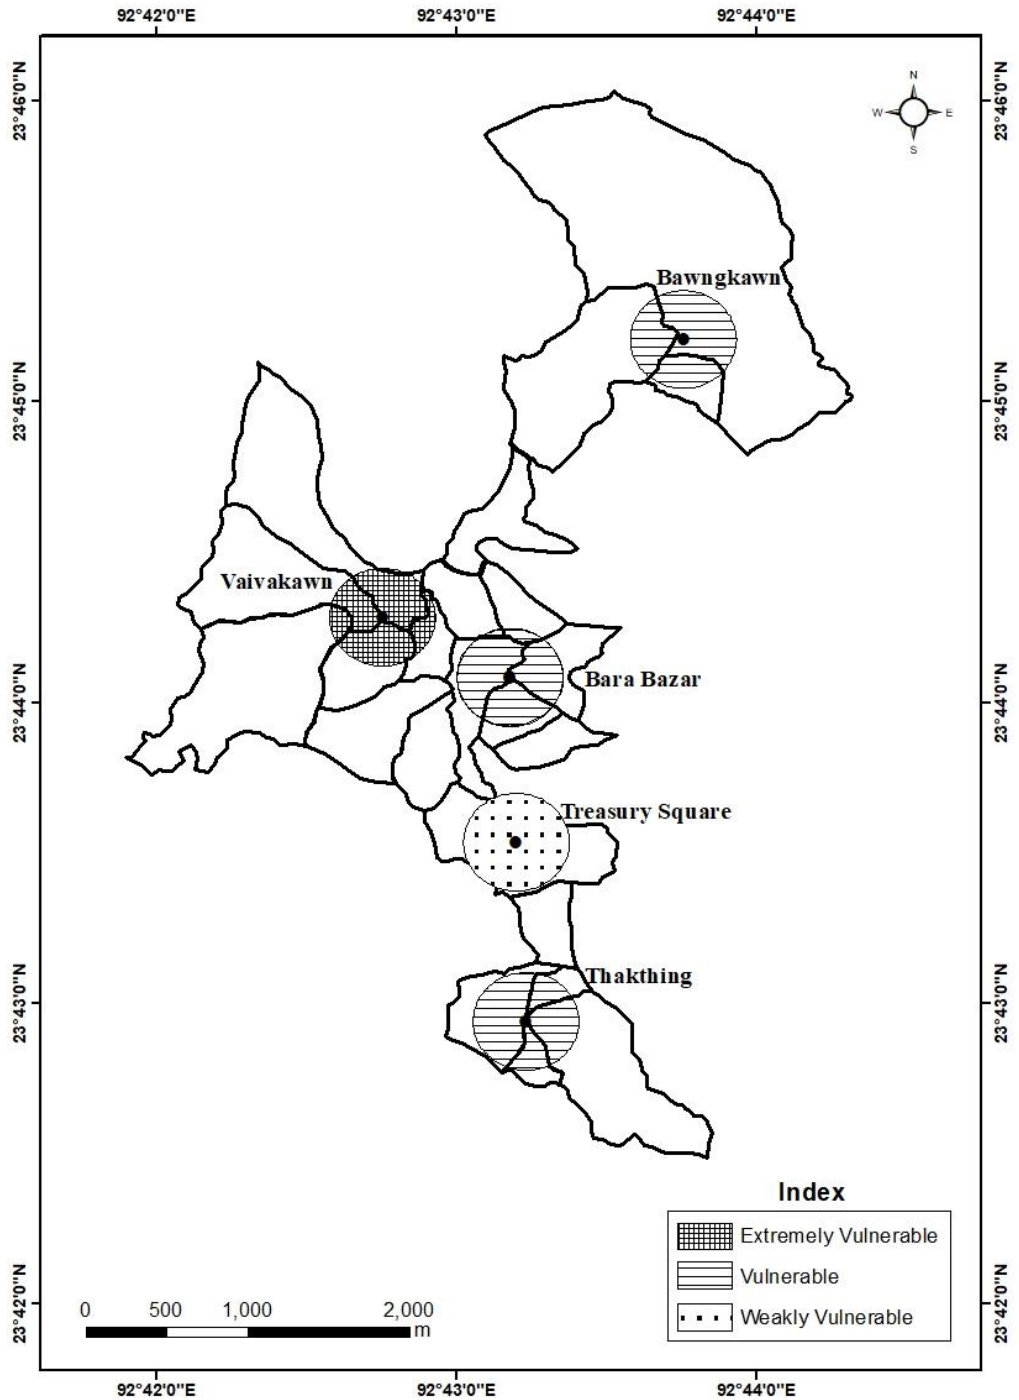 92°42'0"E 92°43'0"E 92°44'0"E
23°46'0"N 23°46'0"N
N
W E
S
Bawngkawn
23°45'0"N 23°45'0"N
Vaivakawn
Bara Bazar
23°44'0"N 23°44'0"N
Treasury Square
Thakthing
23°43'0"N 23°43'0"N
Index
Extremely Vulnerable
Vulnerable
Weakly Vulnerable
23°42'0"N 23°42'0"N
0 500 1,000 2,000
m
92°42'0"E 92°43'0"E 92°44'0"E